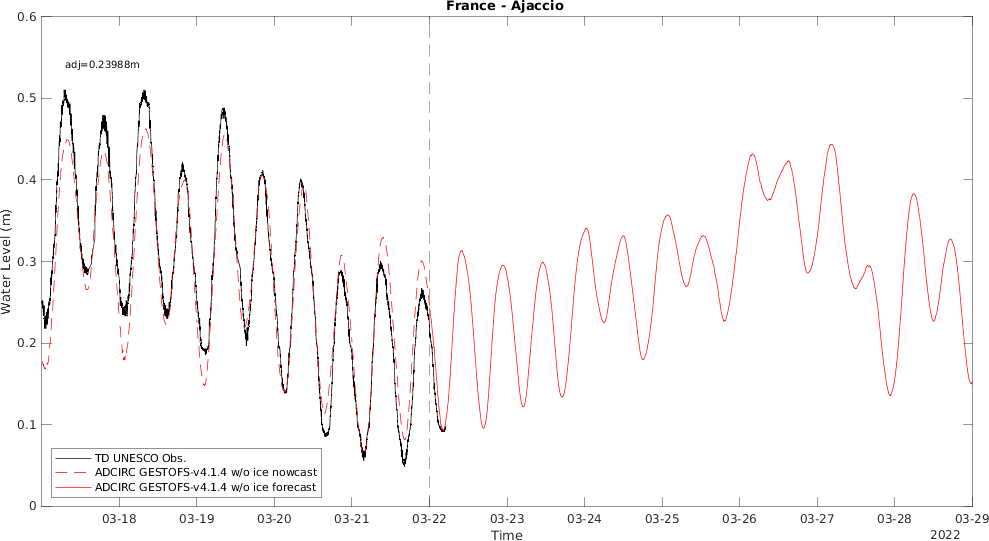 France - Ajaccio
adj=0.23988m
Water Level (m)
0.6
0.5
0.4
0.3
0.2
0.1
0
TD UNESCO Obs.
ADCIRC GESTOFS-v4.1.4 w/o ice nowcast
ADCIRC GESTOFS-v4.1.4 w/o ice forecast
03-18 03-19 03-20 03-21 03-22 03-23 03-24 03-25 03-26 03-27 03-28 03-29
Time
2022